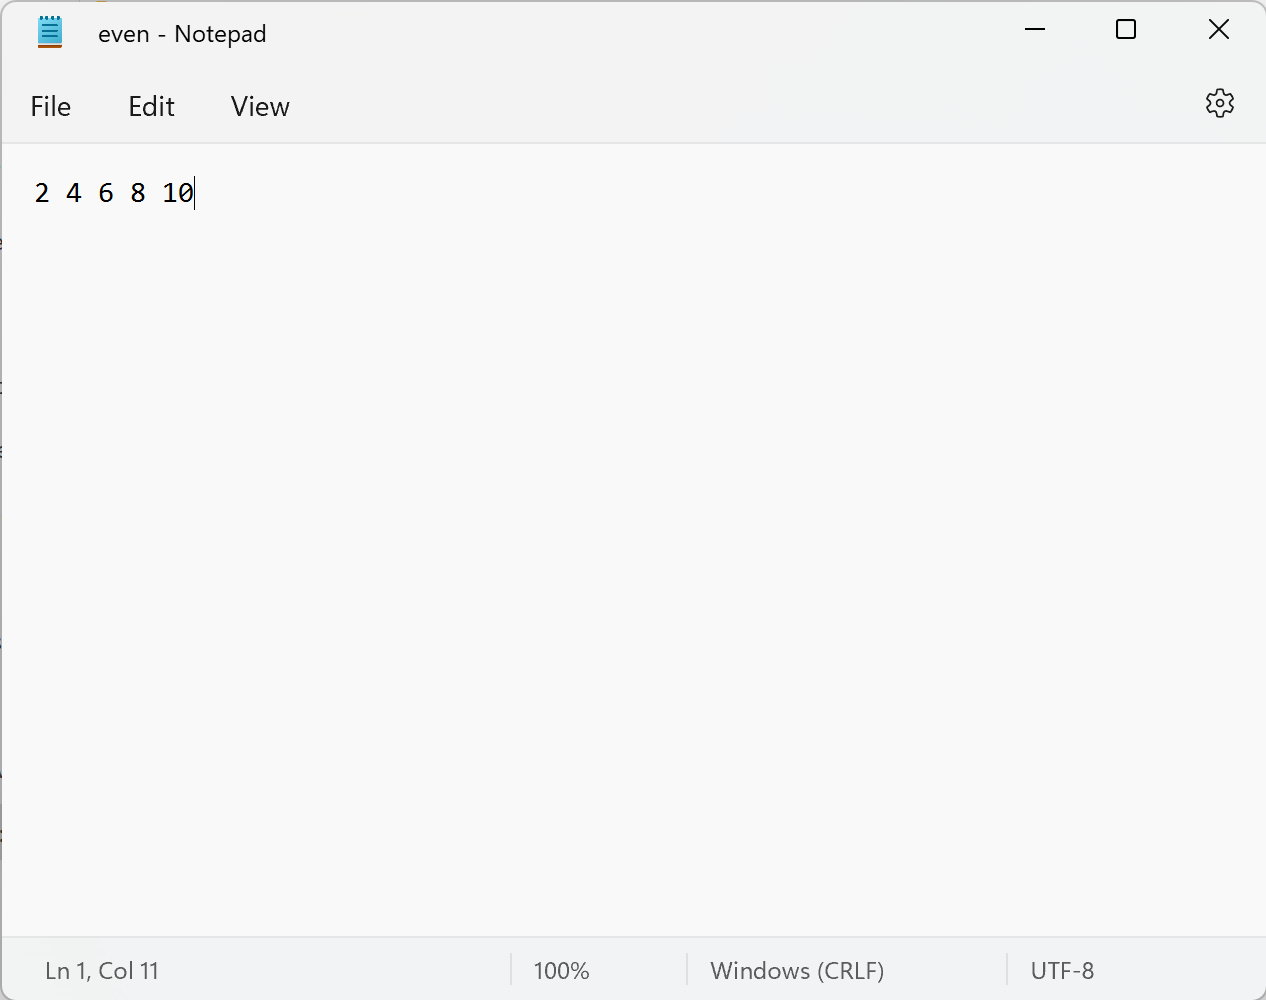 even - Notepad
File Edit View
2 4 6 8 10
Ln 1, Col 11 100% Windows (CRLF) UTF-8